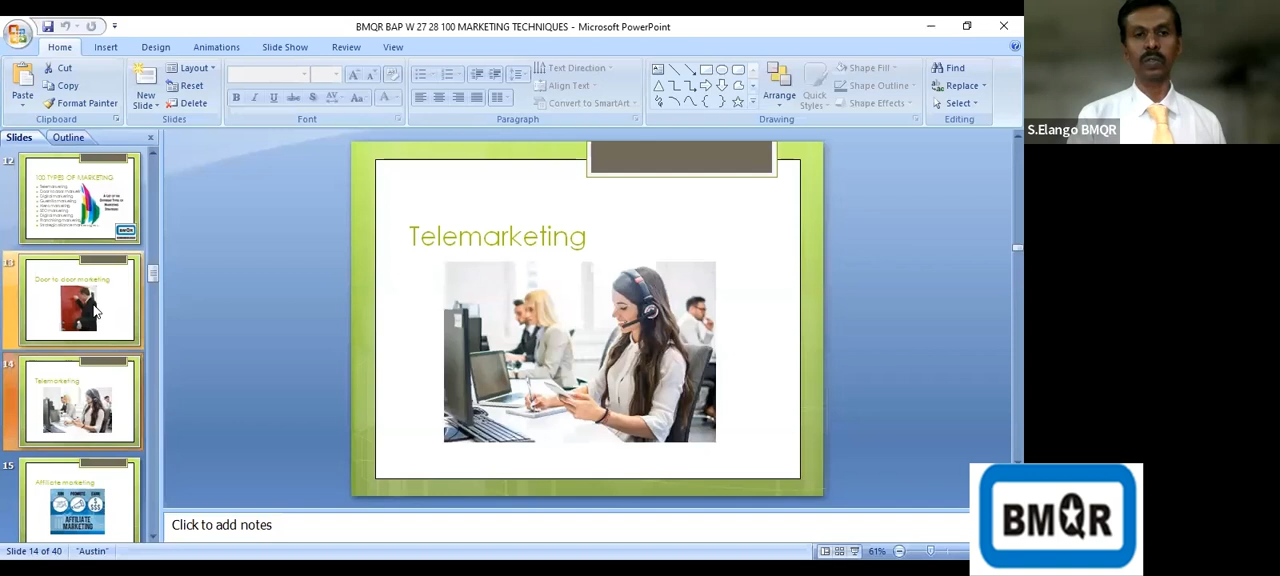 BMQR BAP W 27 28 100 MARKETING TECHNIQUES - Microsoft PowerPoint
Home Insert Design Animations Slide Show Review View
Paste
Cut
Copy
Format Painter
Clipboard
New Slide
Layout
Reset
Delete
Slides
B I U abe S AV Aa A
Font
Text Direction
Align Text
Convert to SmartArt
Paragraph
Arrange
Quick Styles
Shape Fill
Shape Outline
Shape Effects
Drawing
Find
Replace
Select
Editing
S.Elango BMQR
Slides Outline
12
100 TYPES OF MARKETING
BMQR
13
Door to door marketing
14
Telemarketing
15
Affiliate marketing
AFFILIATE
MARKETING
Telemarketing
Click to add notes
Slide 14 of 40 "Austin" 61%
BMQR